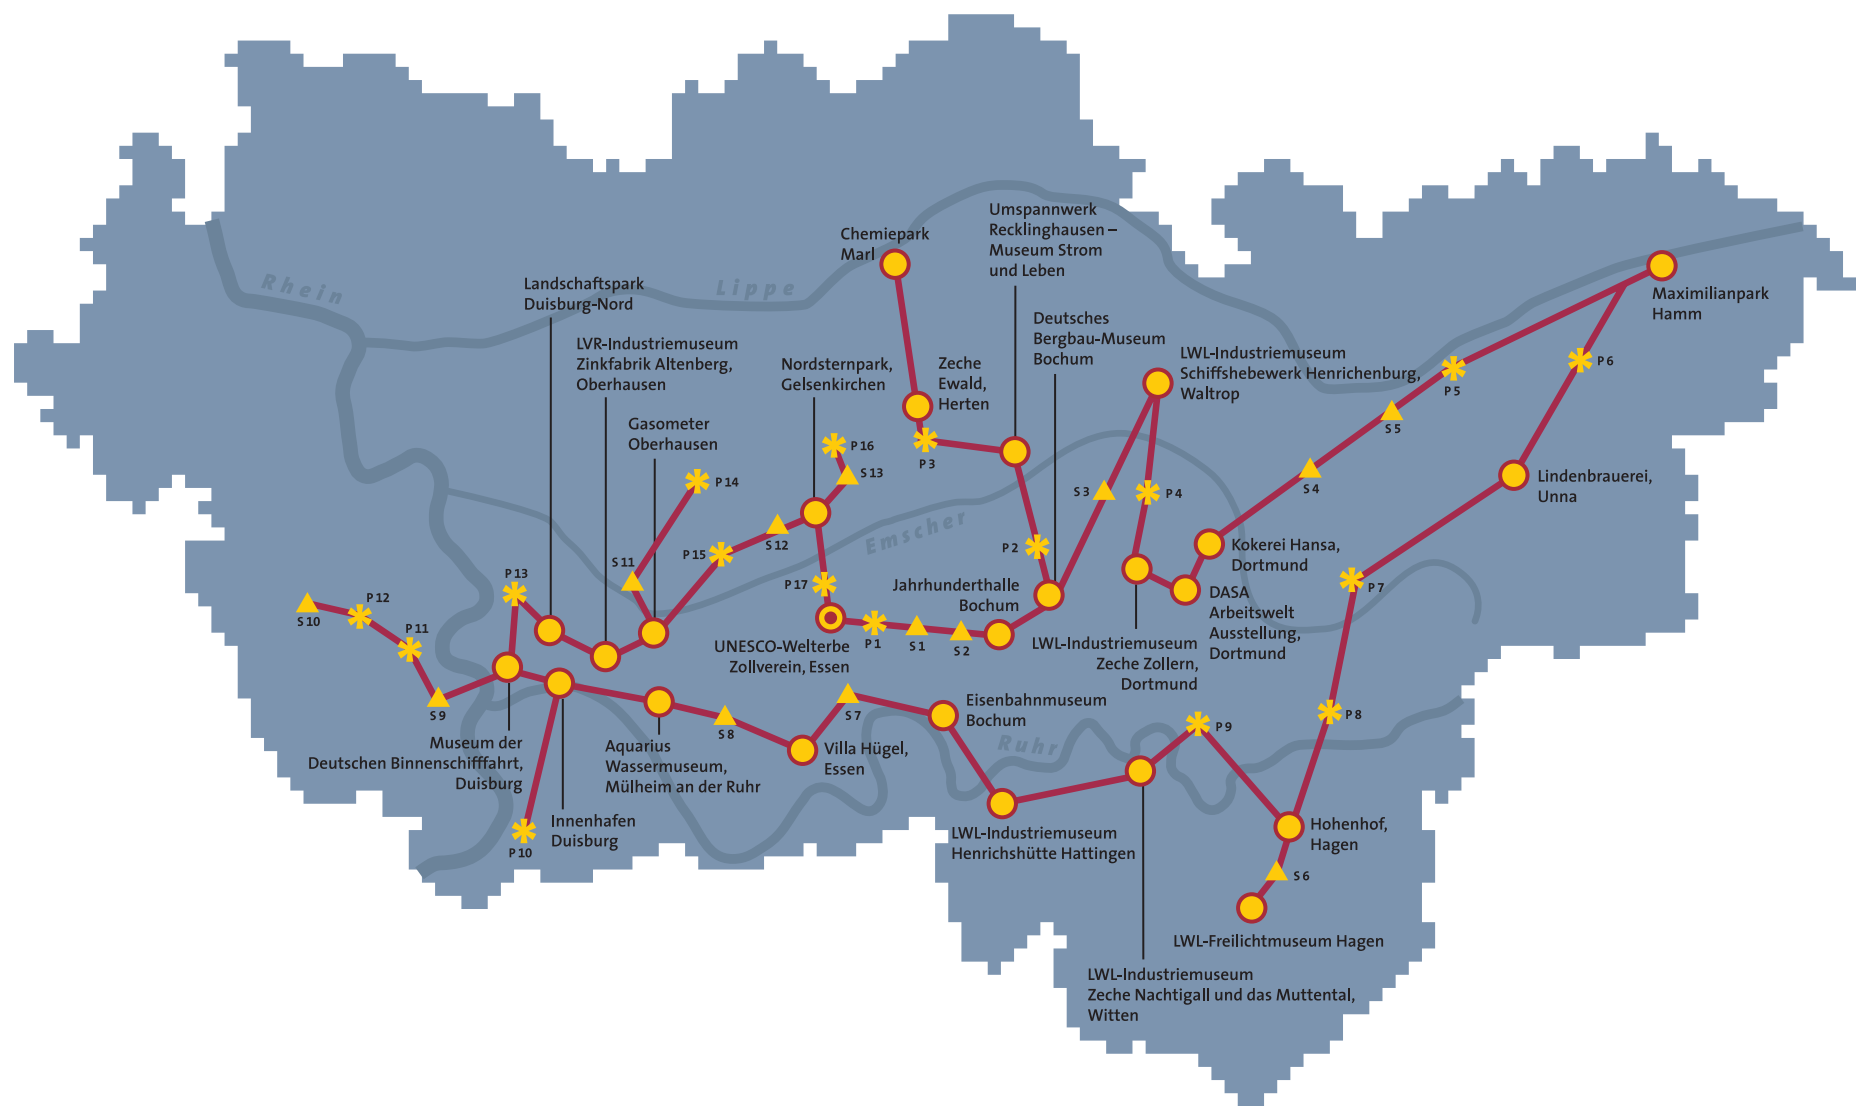 Rhein
Lippe
Emscher
Ruhr
Chemiepark
Marl
Umspannwerk
Recklinghausen –
Museum Strom
und Leben
Landschaftspark
Duisburg-Nord
Maximilianpark
Hamm
Deutsches
Bergbau-Museum
Bochum
LVR-Industriemuseum
Zinkfabrik Altenberg,
Oberhausen
Nordsternpark,
Gelsenkirchen
Zeche
Ewald,
Herten
LWL-Industriemuseum
Schiffshebewerk Henrichenburg,
Waltrop
Gasometer
Oberhausen
P 16
S 13
P 14
P 3
P 5
P 6
S 5
S 4
S 3
P 4
Lindenbrauerei,
Unna
S 12
P 15
S 11
P 2
P 17
Kokerei Hansa,
Dortmund
P 13
P 12
S 10
P 11
S 9
Jahrhunderthalle
Bochum
DASA
Arbeitswelt
Ausstellung,
Dortmund
P 7
UNESCO-Welterbe
Zollverein, Essen
P 1
S 1
S 2
LWL-Industriemuseum
Zeche Zollern,
Dortmund
Museum der
Deutschen Binnenschifffahrt,
Duisburg
Aquarius
Wassermuseum,
Mülheim an der Ruhr
S 8
S 7
Villa Hügel,
Essen
Eisenbahnmuseum
Bochum
P 9
P 8
Innenhafen
Duisburg
P 10
LWL-Industriemuseum
Henrichshütte Hattingen
Hohenhof,
Hagen
S 6
LWL-Freilichtmuseum Hagen
LWL-Industriemuseum
Zeche Nachtigall und das Muttental,
Witten